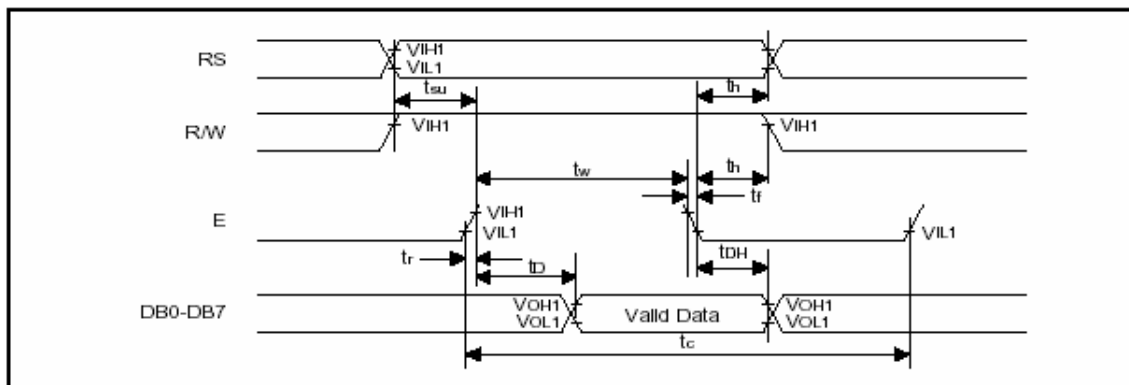 RS
VIH1
VIL1
tsu
th
R/W
VIH1
VIH1
tw
th
tf
E
VIH1
VIL1
VIL1
tr
tD
tDH
DB0-DB7
VOH1
VOL1
Valid Data
VOH1
VOL1
tc